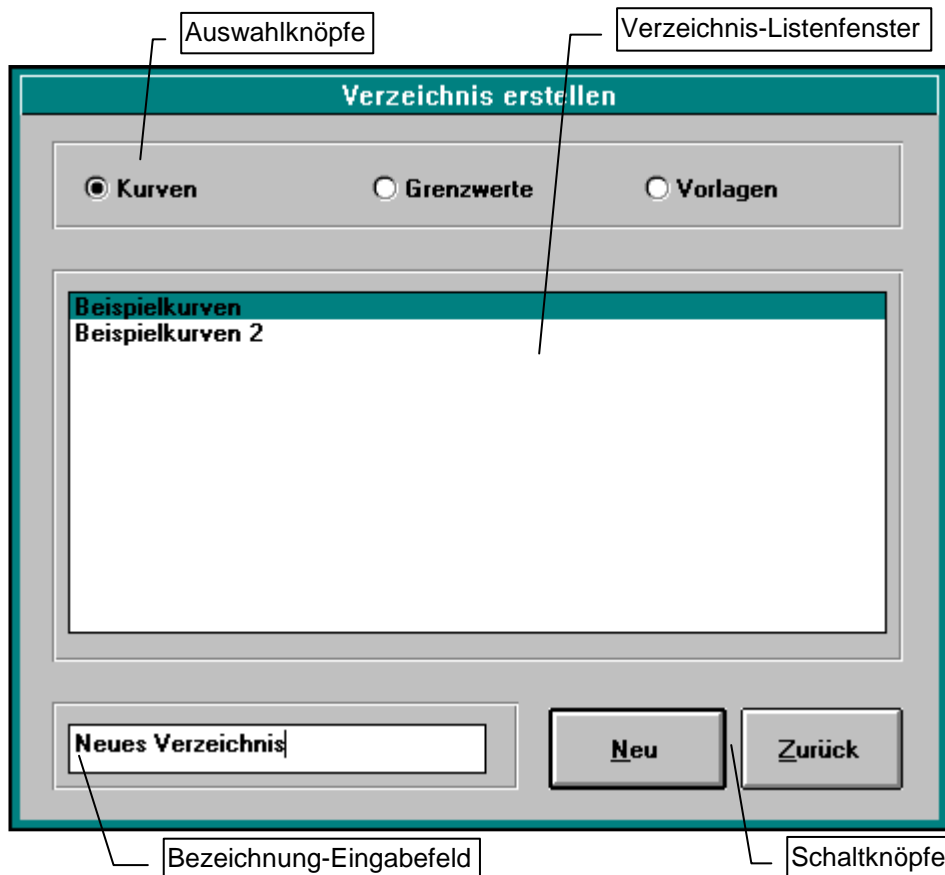 Auswahlknöpfe
Verzeichnis-Listenfenster
Verzeichnis erstellen
Kurven
Grenzwerte
Vorlagen
Beispielkurven
Beispielkurven 2
Neues Verzeichnis
Neu
Zurück
Bezeichnung-Eingabefeld
Schaltknöpfe